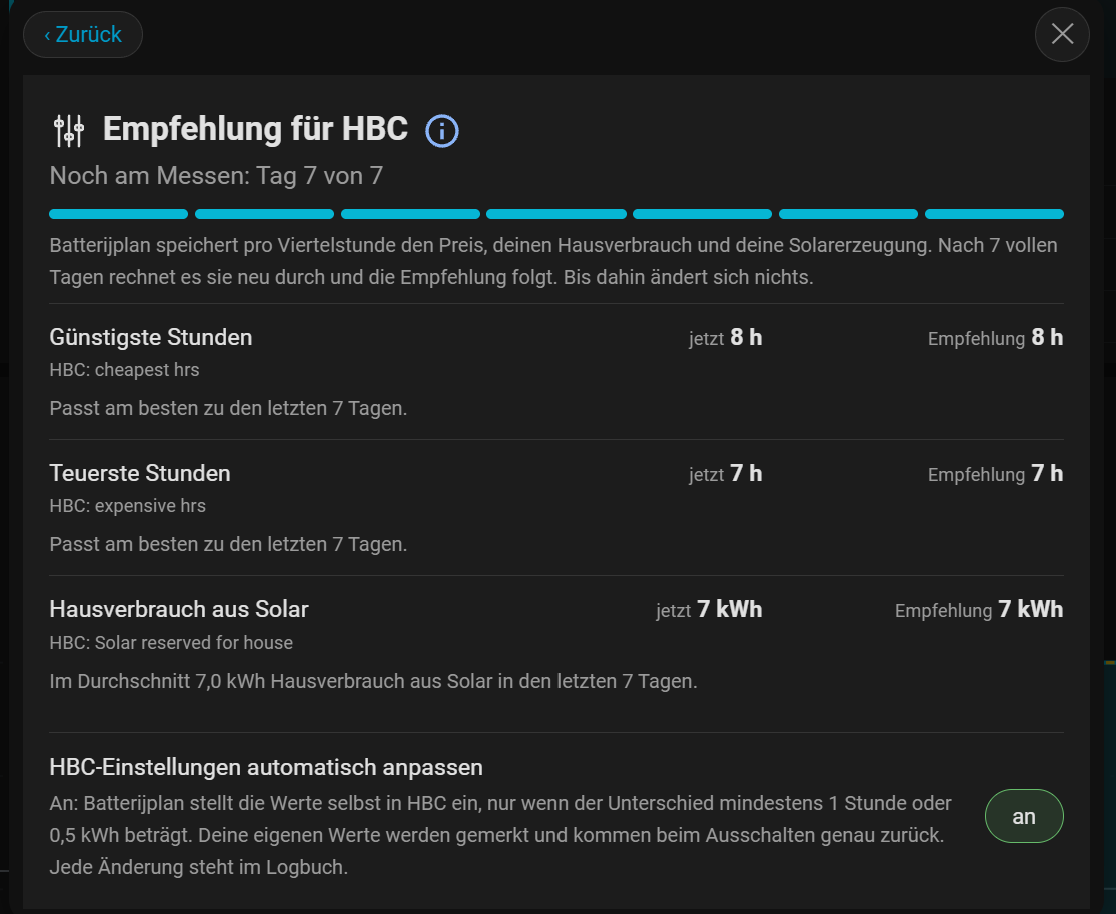 ‹ Zurück
Empfehlung für HBC
Noch am Messen: Tag 7 von 7
Batterijplan speichert pro Viertelstunde den Preis, deinen Hausverbrauch und deine Solarerzeugung. Nach 7 vollen
Tagen rechnet es sie neu durch und die Empfehlung folgt. Bis dahin ändert sich nichts.
Günstigste Stunden jetzt 8 h Empfehlung 8 h
HBC: cheapest hrs
Passt am besten zu den letzten 7 Tagen.
Teuerste Stunden jetzt 7 h Empfehlung 7 h
HBC: expensive hrs
Passt am besten zu den letzten 7 Tagen.
Hausverbrauch aus Solar jetzt 7 kWh Empfehlung 7 kWh
HBC: Solar reserved for house
Im Durchschnitt 7,0 kWh Hausverbrauch aus Solar in den letzten 7 Tagen.
HBC-Einstellungen automatisch anpassen
An: Batterijplan stellt die Werte selbst in HBC ein, nur wenn der Unterschied mindestens 1 Stunde oder
0,5 kWh beträgt. Deine eigenen Werte werden gemerkt und kommen beim Ausschalten genau zurück.
Jede Änderung steht im Logbuch.
an